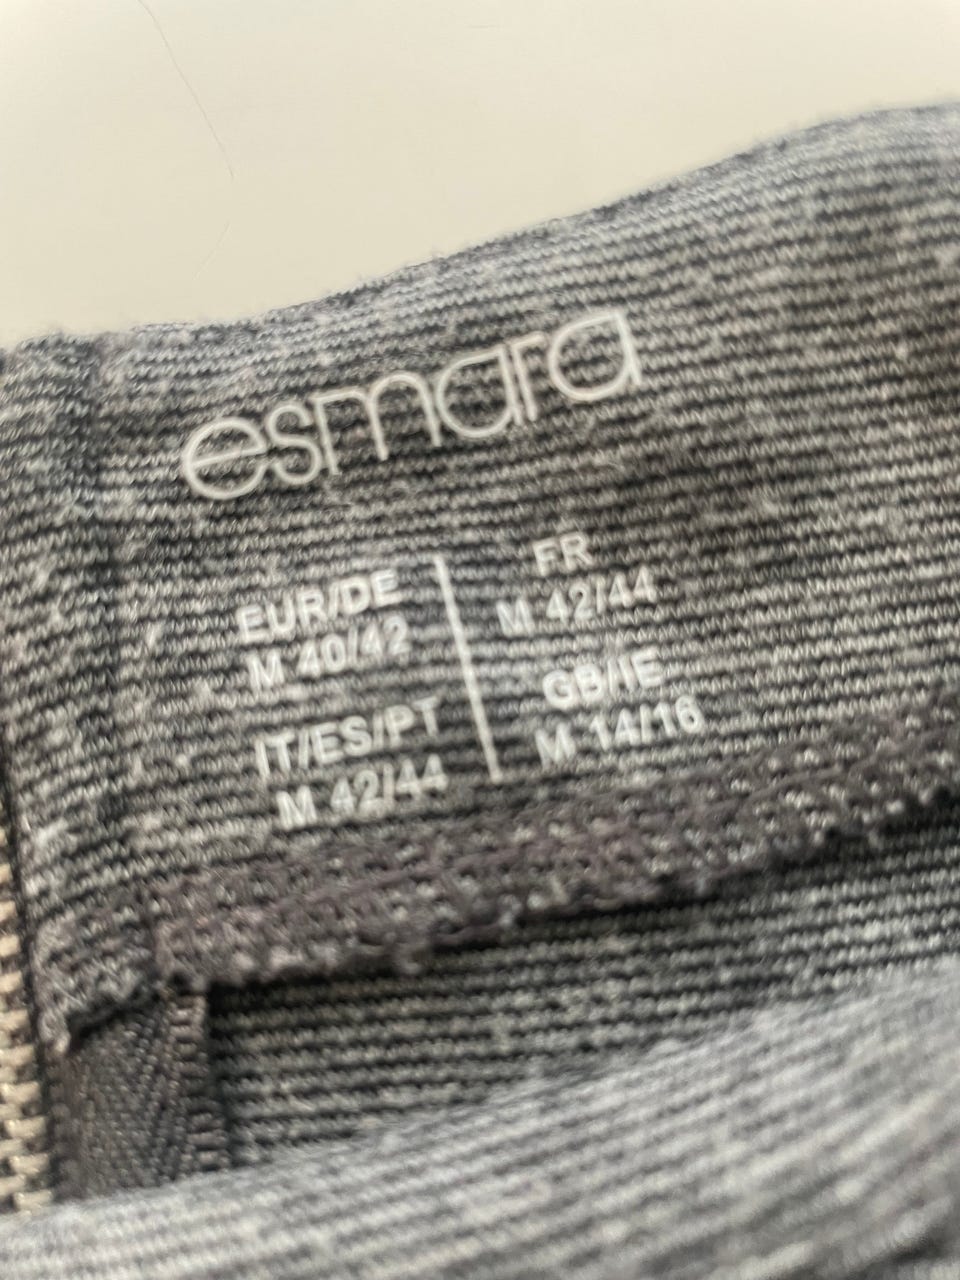 esmara
EUR/DE
M 40/42
IT/ES/PT
M 42/44
FR
M 42/44
GB/IE
M 14/16